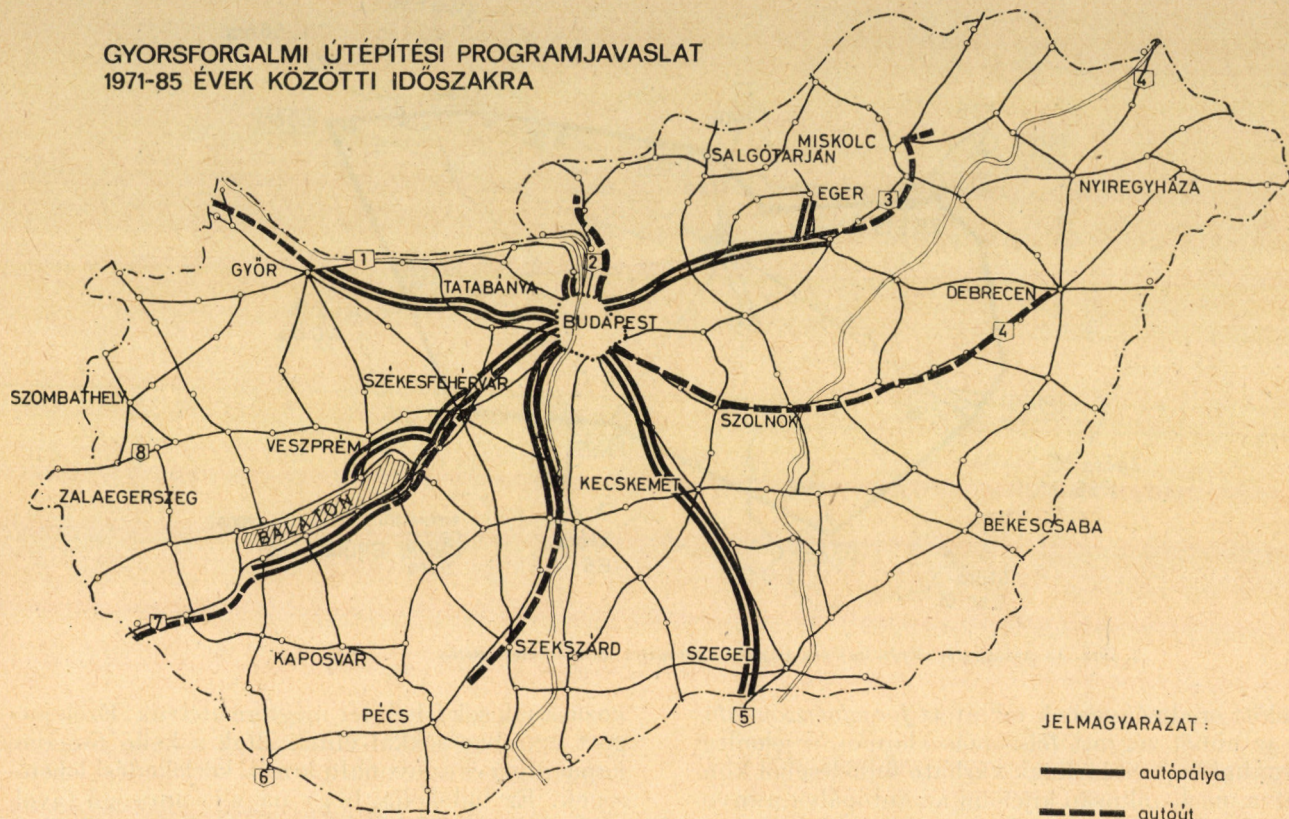 GYORSFORGALMI ÚTÉPÍTÉSI PROGRAMJAVASLAT
1971-85 ÉVEK KÖZÖTTI IDŐSZAKRA
4
MISKOLC
SALGÓTARJÁN
EGER
NYIREGYHÁZA
3
1
2
GYŐR
TATABÁNYA
BUDAPEST
DEBRECEN
4
SZÉKESFEHÉRVÁR
SZOMBATHELY
SZOLNOK
VESZPRÉM
8
ZALAEGERSZEG
KECSKEMÉT
BALATON
BÉKÉSCSABA
7
SZEKSZÁRD
SZEGED
KAPOSVÁR
PÉCS
5
6
JELMAGYARÁZAT :
autópálya
autóút